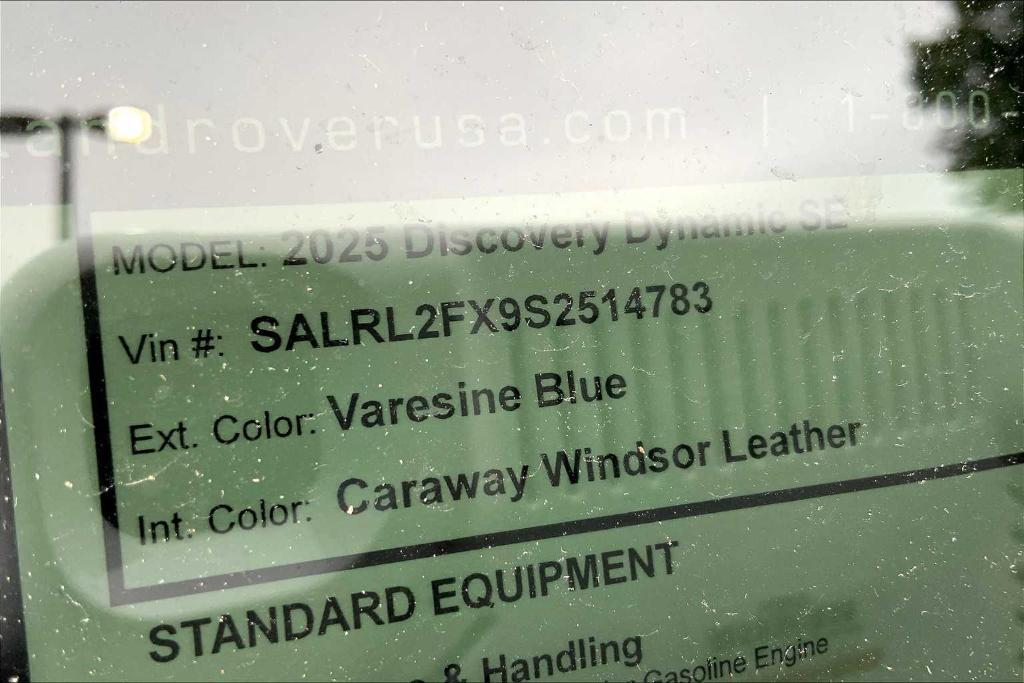 landroverusa.com | 1-800-
MODEL: 2025 Discovery Dynamic SE
Vin #: SALRL2FX9S2514783
Ext. Color: Varesine Blue
Int. Color: Caraway Windsor Leather
STANDARD EQUIPMENT
& Handling
Gasoline Engine